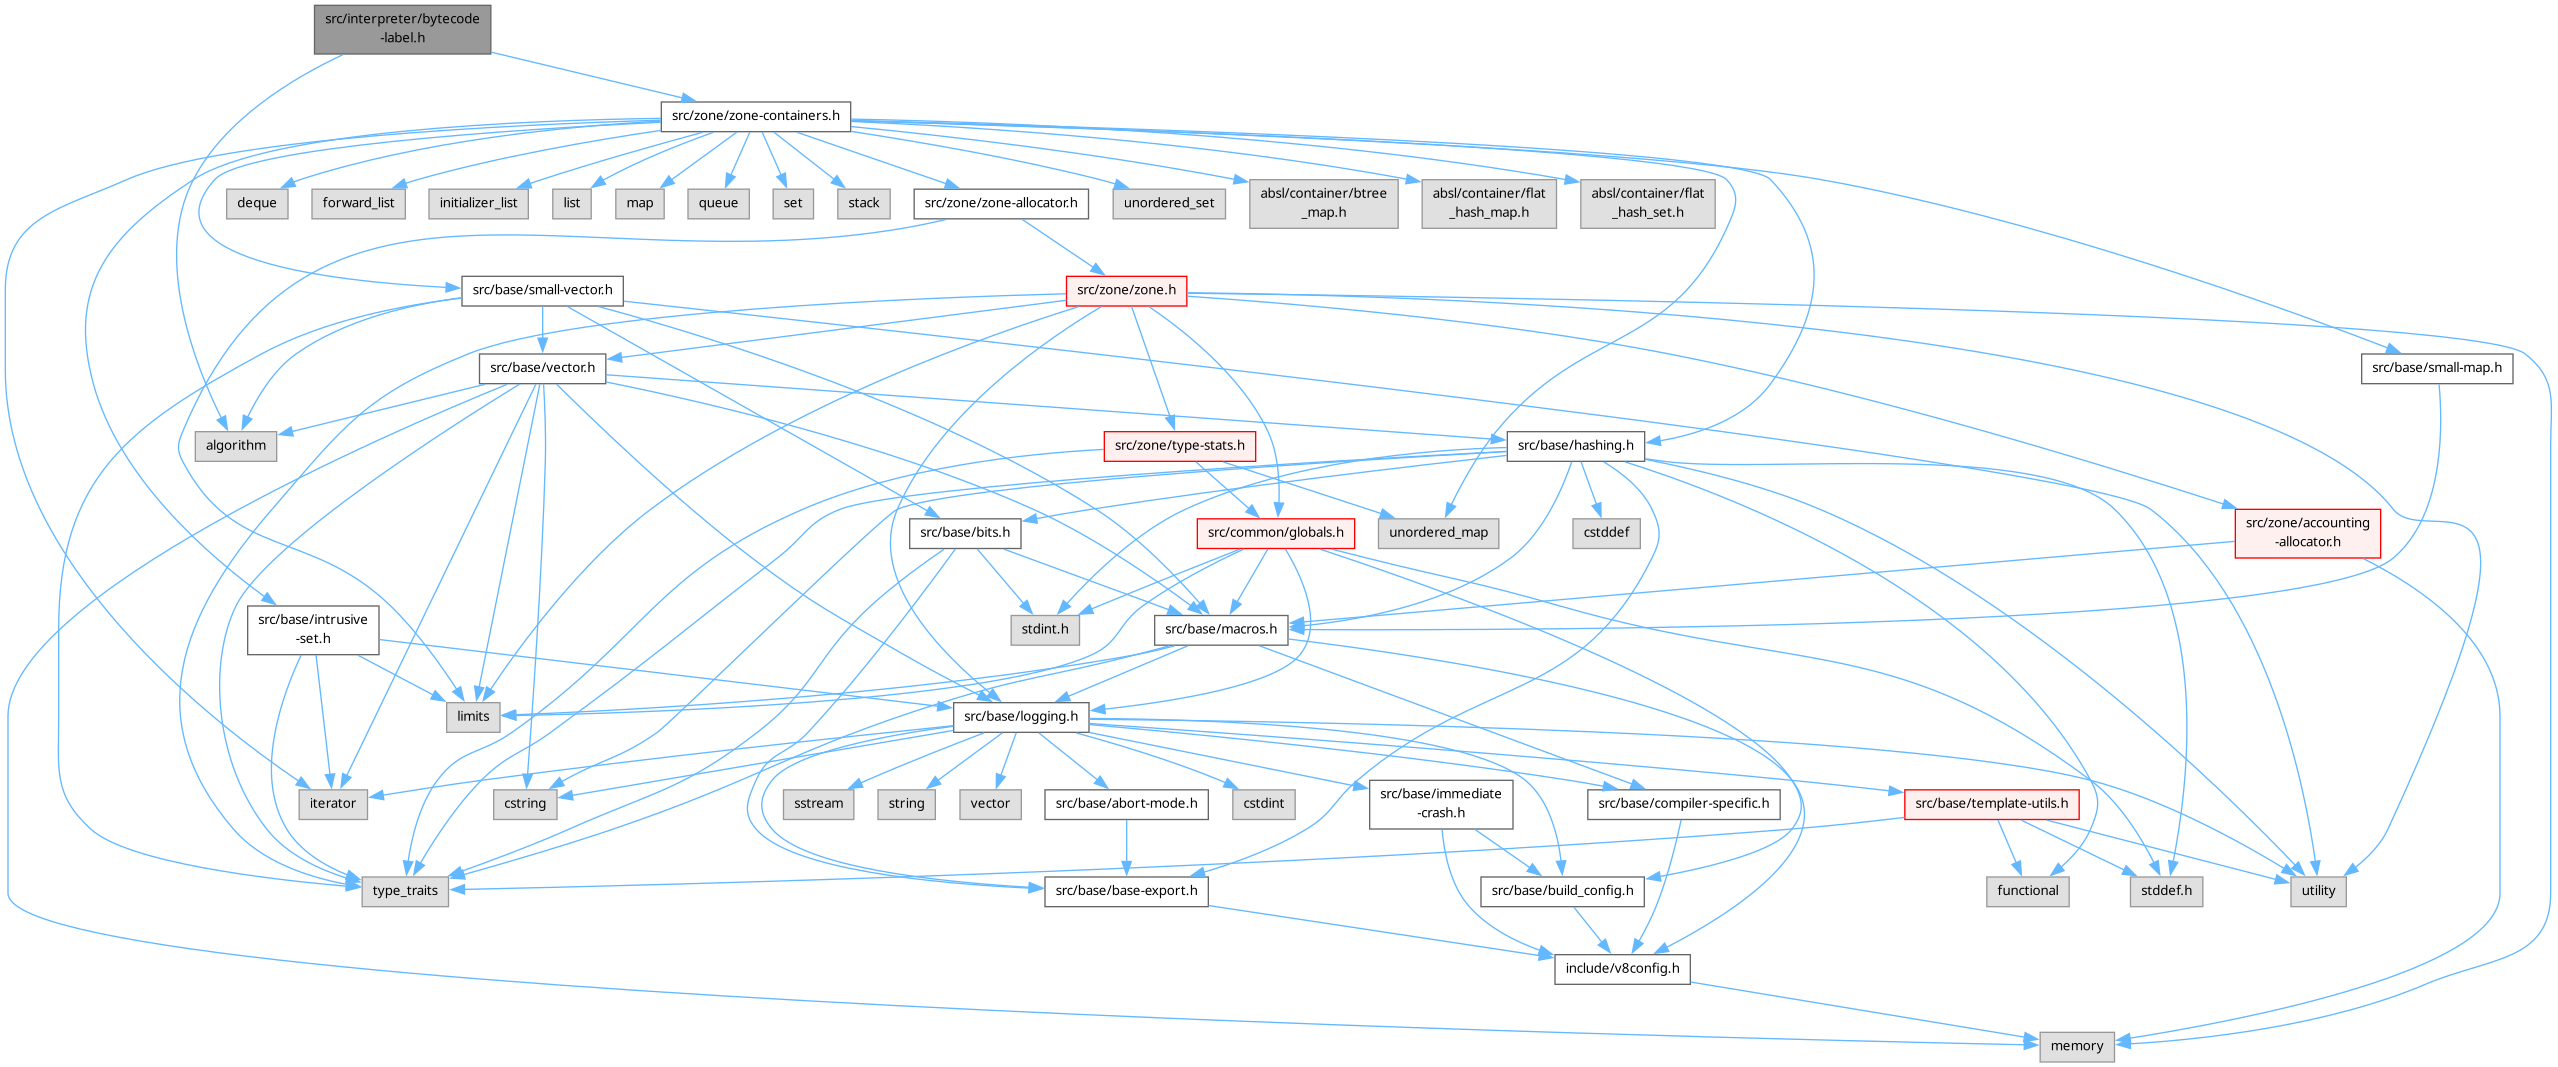 src/interpreter/bytecode
-label.h
src/zone/zone-containers.h
deque
forward_list
initializer_list
list
map
queue
set
stack
src/zone/zone-allocator.h
unordered_set
absl/container/btree
_map.h
absl/container/flat
_hash_map.h
absl/container/flat
_hash_set.h
src/base/small-vector.h
src/zone/zone.h
src/base/vector.h
src/base/small-map.h
algorithm
src/zone/type-stats.h
src/base/hashing.h
src/base/bits.h
src/common/globals.h
unordered_map
cstddef
src/zone/accounting
-allocator.h
src/base/intrusive
-set.h
stdint.h
src/base/macros.h
limits
src/base/logging.h
iterator
cstring
sstream
string
vector
src/base/abort-mode.h
cstdint
src/base/immediate
-crash.h
src/base/compiler-specific.h
src/base/template-utils.h
type_traits
src/base/base-export.h
src/base/build_config.h
functional
stddef.h
utility
include/v8config.h
memory